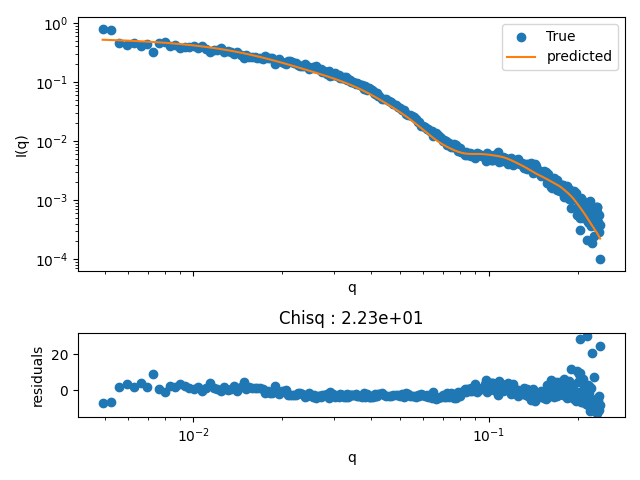 10⁰
10⁻¹
10⁻²
10⁻³
10⁻⁴
I(q)
True
predicted
q
Chisq : 2.23e+01
20
0
residuals
10⁻²
10⁻¹
q